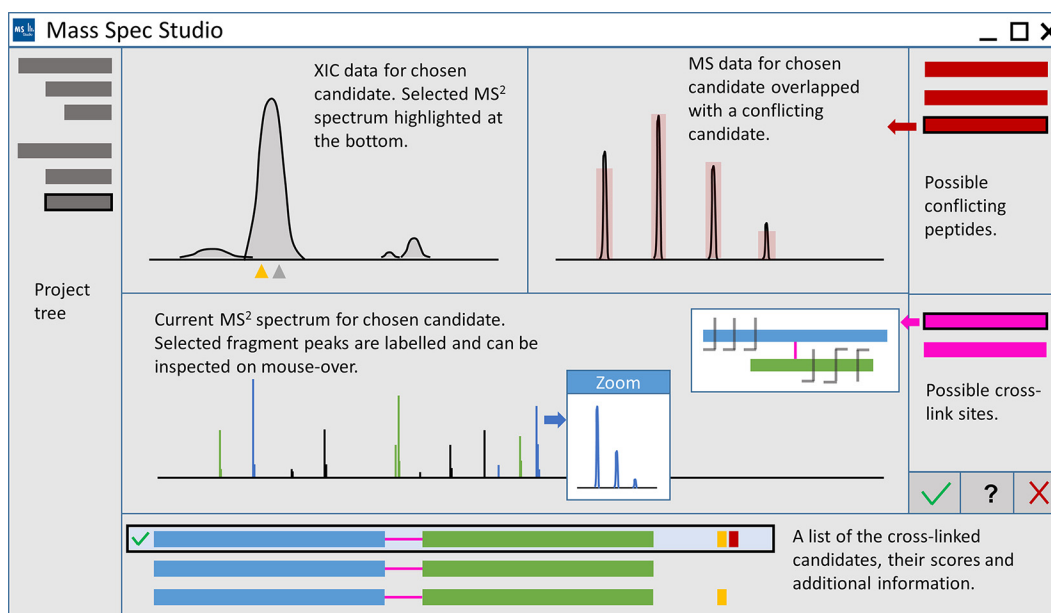 MS
Studio
Mass Spec Studio
XIC data for chosen
candidate. Selected MS²
spectrum highlighted at
the bottom.
MS data for chosen
candidate overlapped
with a conflicting
candidate.
Possible
conflicting
peptides.
Project
tree
Current MS² spectrum for chosen candidate.
Selected fragment peaks are labelled and can be
inspected on mouse-over.
Zoom
Possible cross-
link sites.
?
A list of the cross-linked
candidates, their scores and
additional information.